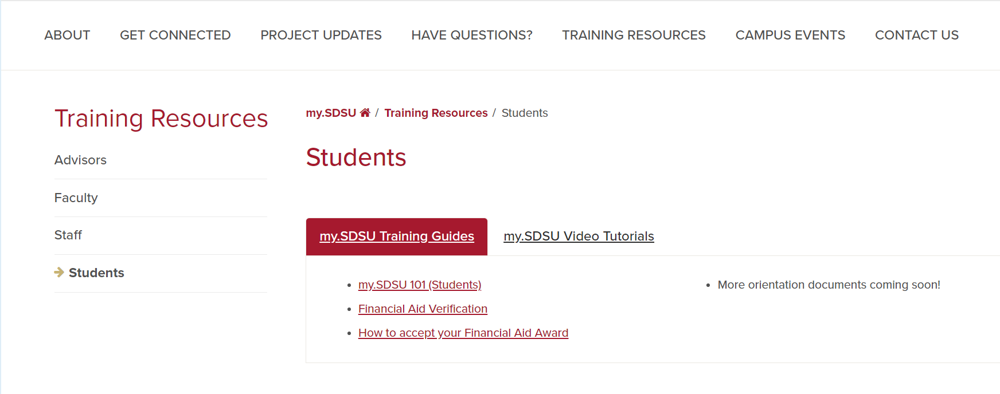 ABOUT GET CONNECTED PROJECT UPDATES HAVE QUESTIONS? TRAINING RESOURCES CAMPUS EVENTS CONTACT US
Training Resources
Advisors
Faculty
Staff
Students
my.SDSU / Training Resources / Students
Students
my.SDSU Training Guides my.SDSU Video Tutorials
my.SDSU 101 (Students)
Financial Aid Verification
How to accept your Financial Aid Award
More orientation documents coming soon!